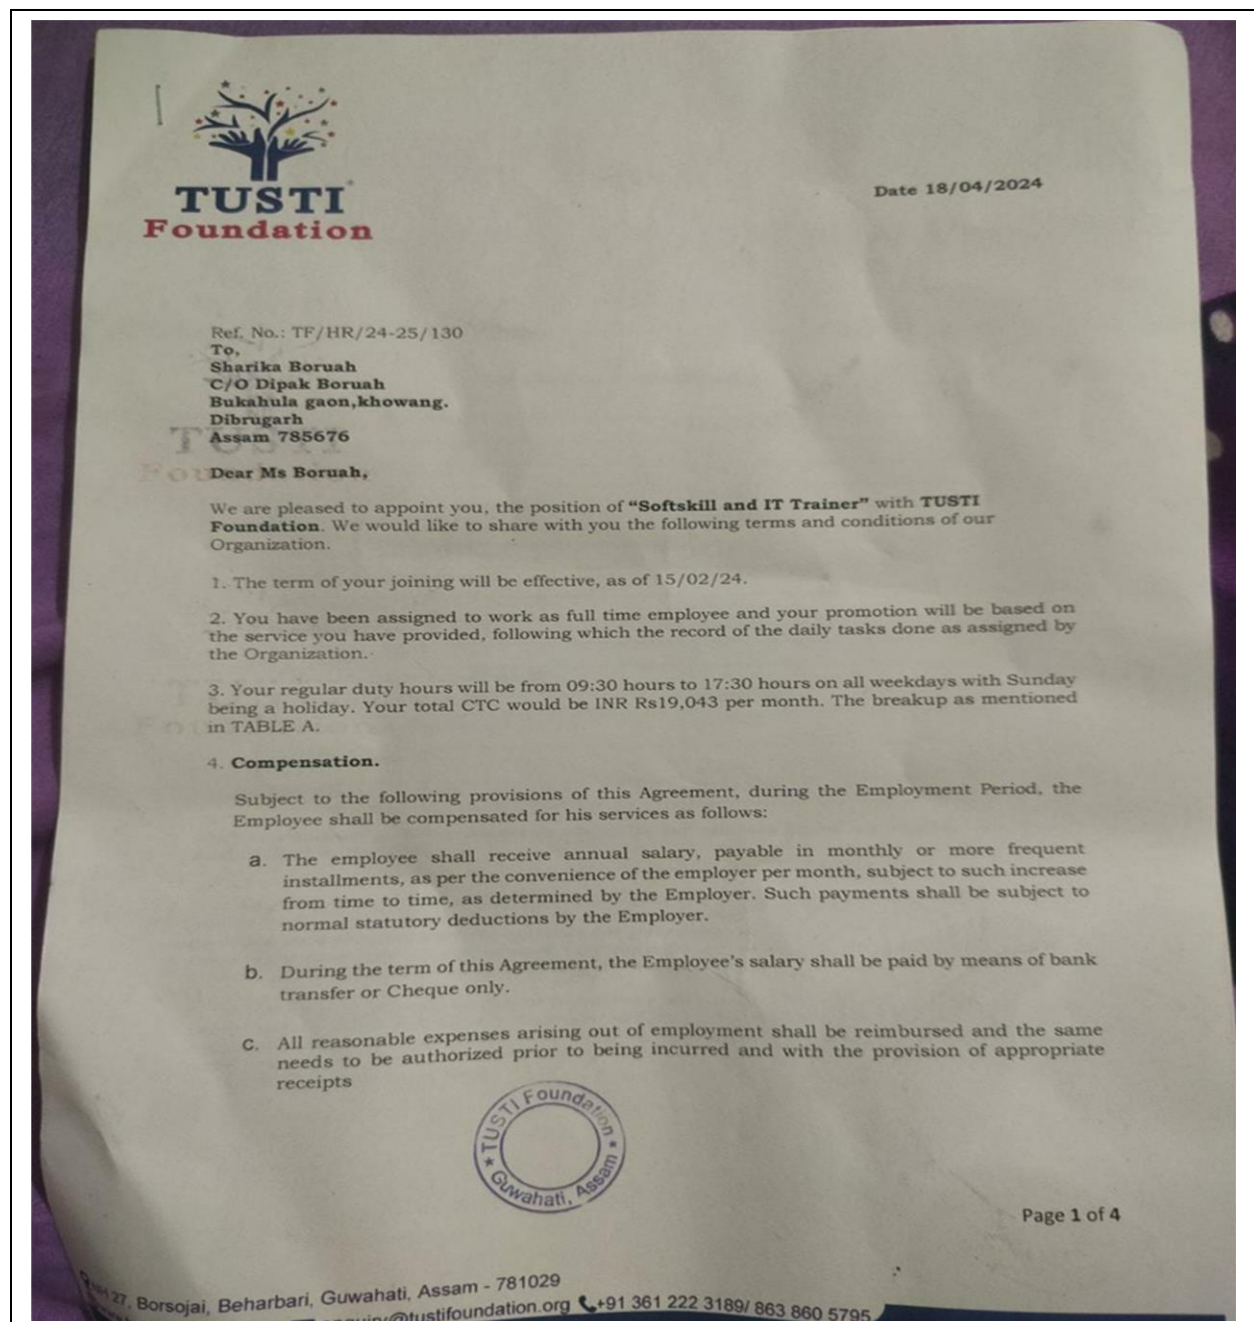 TUSTI
Foundation
Date 18/04/2024
Ref. No.: TF/HR/24-25/130
To,
Sharika Boruah
C/O Dipak Boruah
Bukahula gaon,khowang.
Dibrugarh
Assam 785676
Dear Ms Boruah,
We are pleased to appoint you, the position of “Softskill and IT Trainer” with TUSTI
Foundation. We would like to share with you the following terms and conditions of our
Organization.
1. The term of your joining will be effective, as of 15/02/24.
2. You have been assigned to work as full time employee and your promotion will be based on
the service you have provided, following which the record of the daily tasks done as assigned by
the Organization.
3. Your regular duty hours will be from 09:30 hours to 17:30 hours on all weekdays with Sunday
being a holiday. Your total CTC would be INR Rs19,043 per month. The breakup as mentioned
in TABLE A.
4. Compensation.
Subject to the following provisions of this Agreement, during the Employment Period, the
Employee shall be compensated for his services as follows:
a. The employee shall receive annual salary, payable in monthly or more frequent
installments, as per the convenience of the employer per month, subject to such increase
from time to time, as determined by the Employer. Such payments shall be subject to
normal statutory deductions by the Employer.
b. During the term of this Agreement, the Employee’s salary shall be paid by means of bank
transfer or Cheque only.
c. All reasonable expenses arising out of employment shall be reimbursed and the same
needs to be authorized prior to being incurred and with the provision of appropriate
receipts
TUSTI Foundation
Guwahati, Assam
Page 1 of 4
27, Borsojai, Beharbari, Guwahati, Assam - 781029
@tustifoundation.org +91 361 222 3189/ 863 860 5795